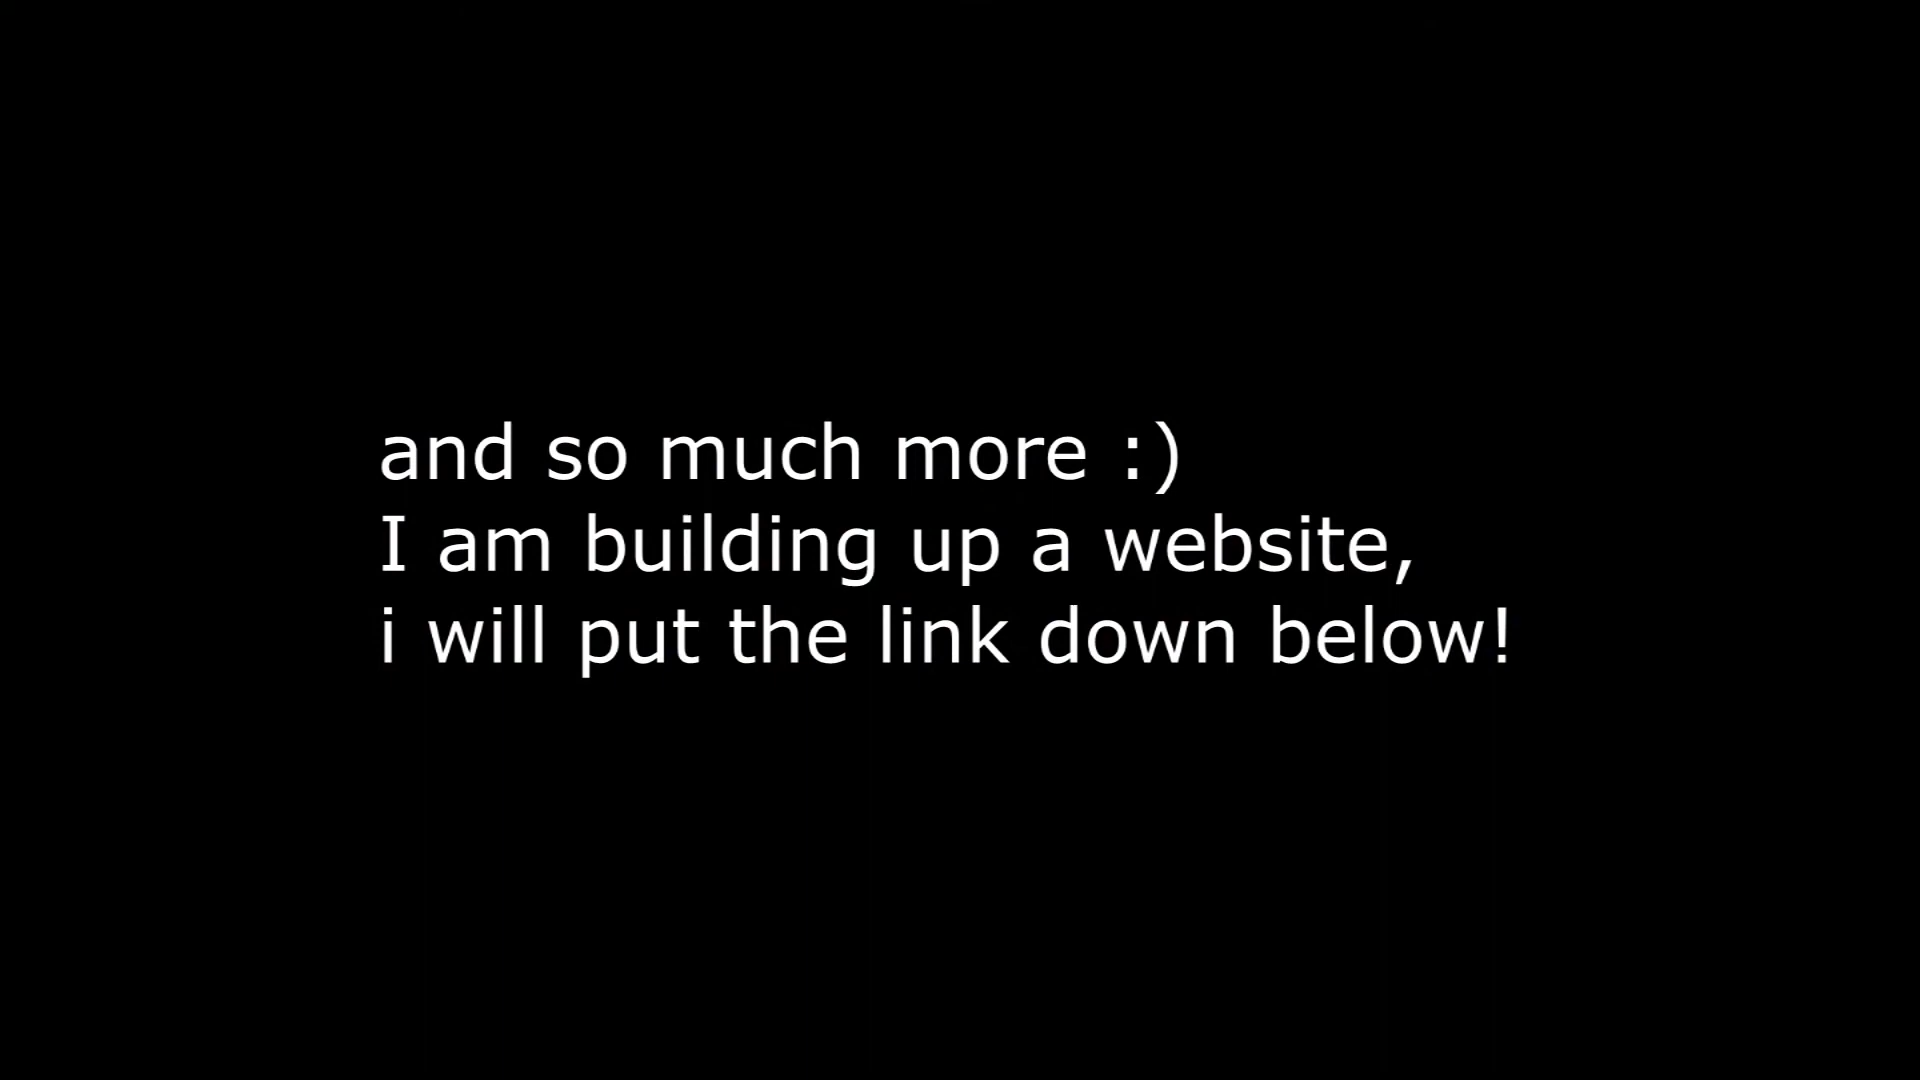 and so much more :)
I am building up a website,
i will put the link down below!